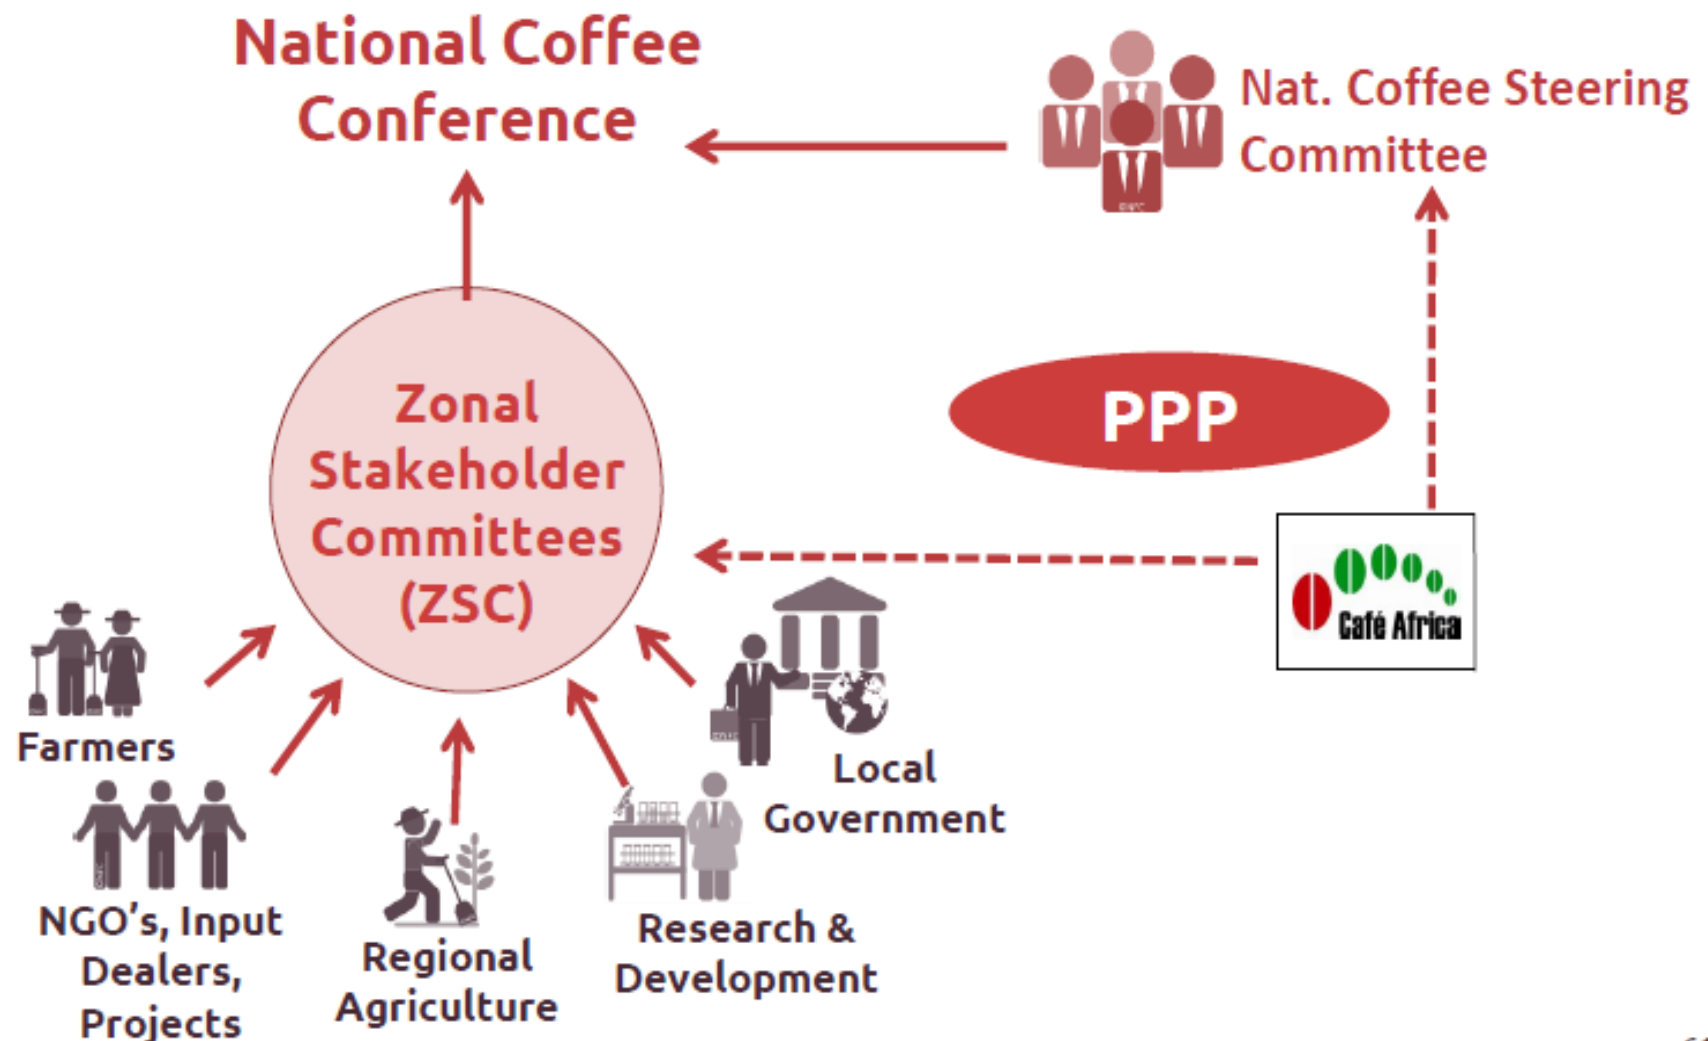 National Coffee
Conference
Nat. Coffee Steering
Committee
Zonal
Stakeholder
Committees
(ZSC)
PPP
Café Africa
Farmers
NGO's, Input
Dealers,
Projects
Regional
Agriculture
Research &
Development
Local
Government